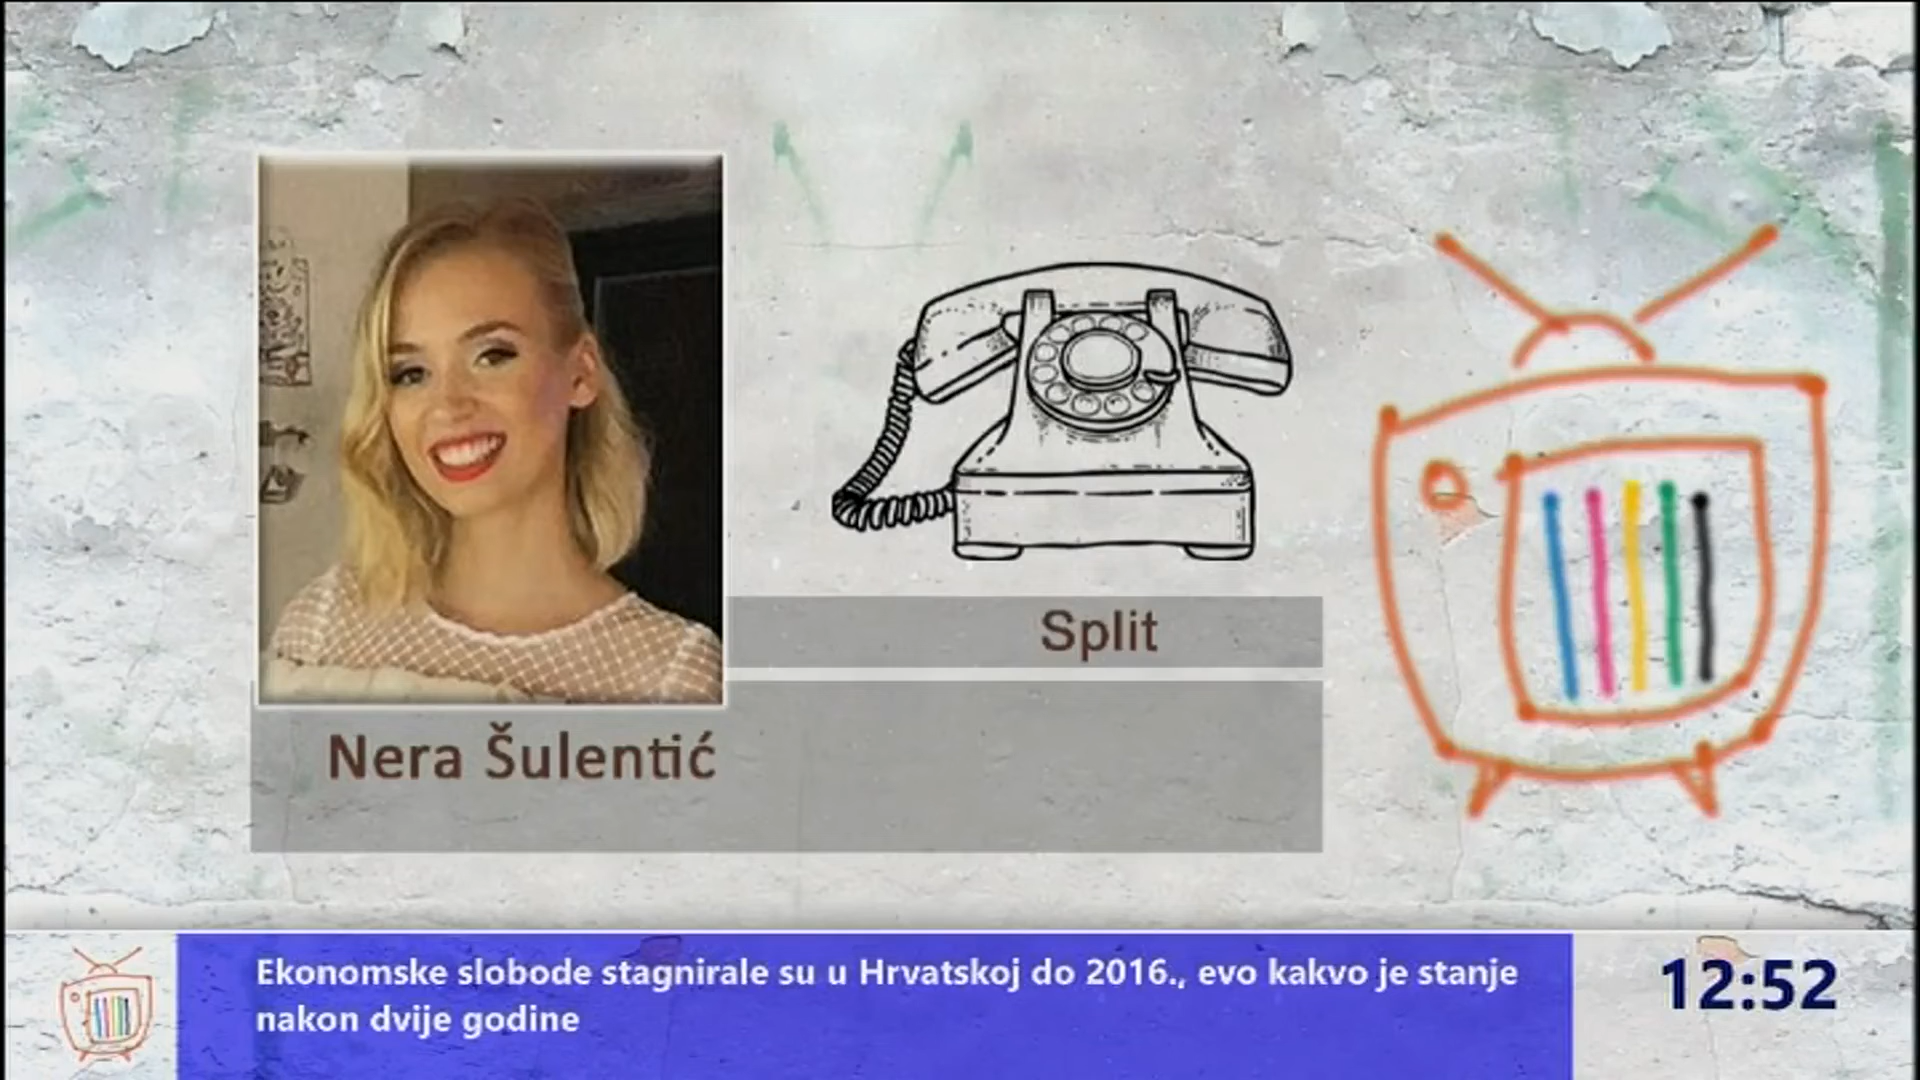 Split
Nera Šulentić
Ekonomske slobode stagnirale su u Hrvatskoj do 2016., evo kakvo je stanje
nakon dvije godine
12:52